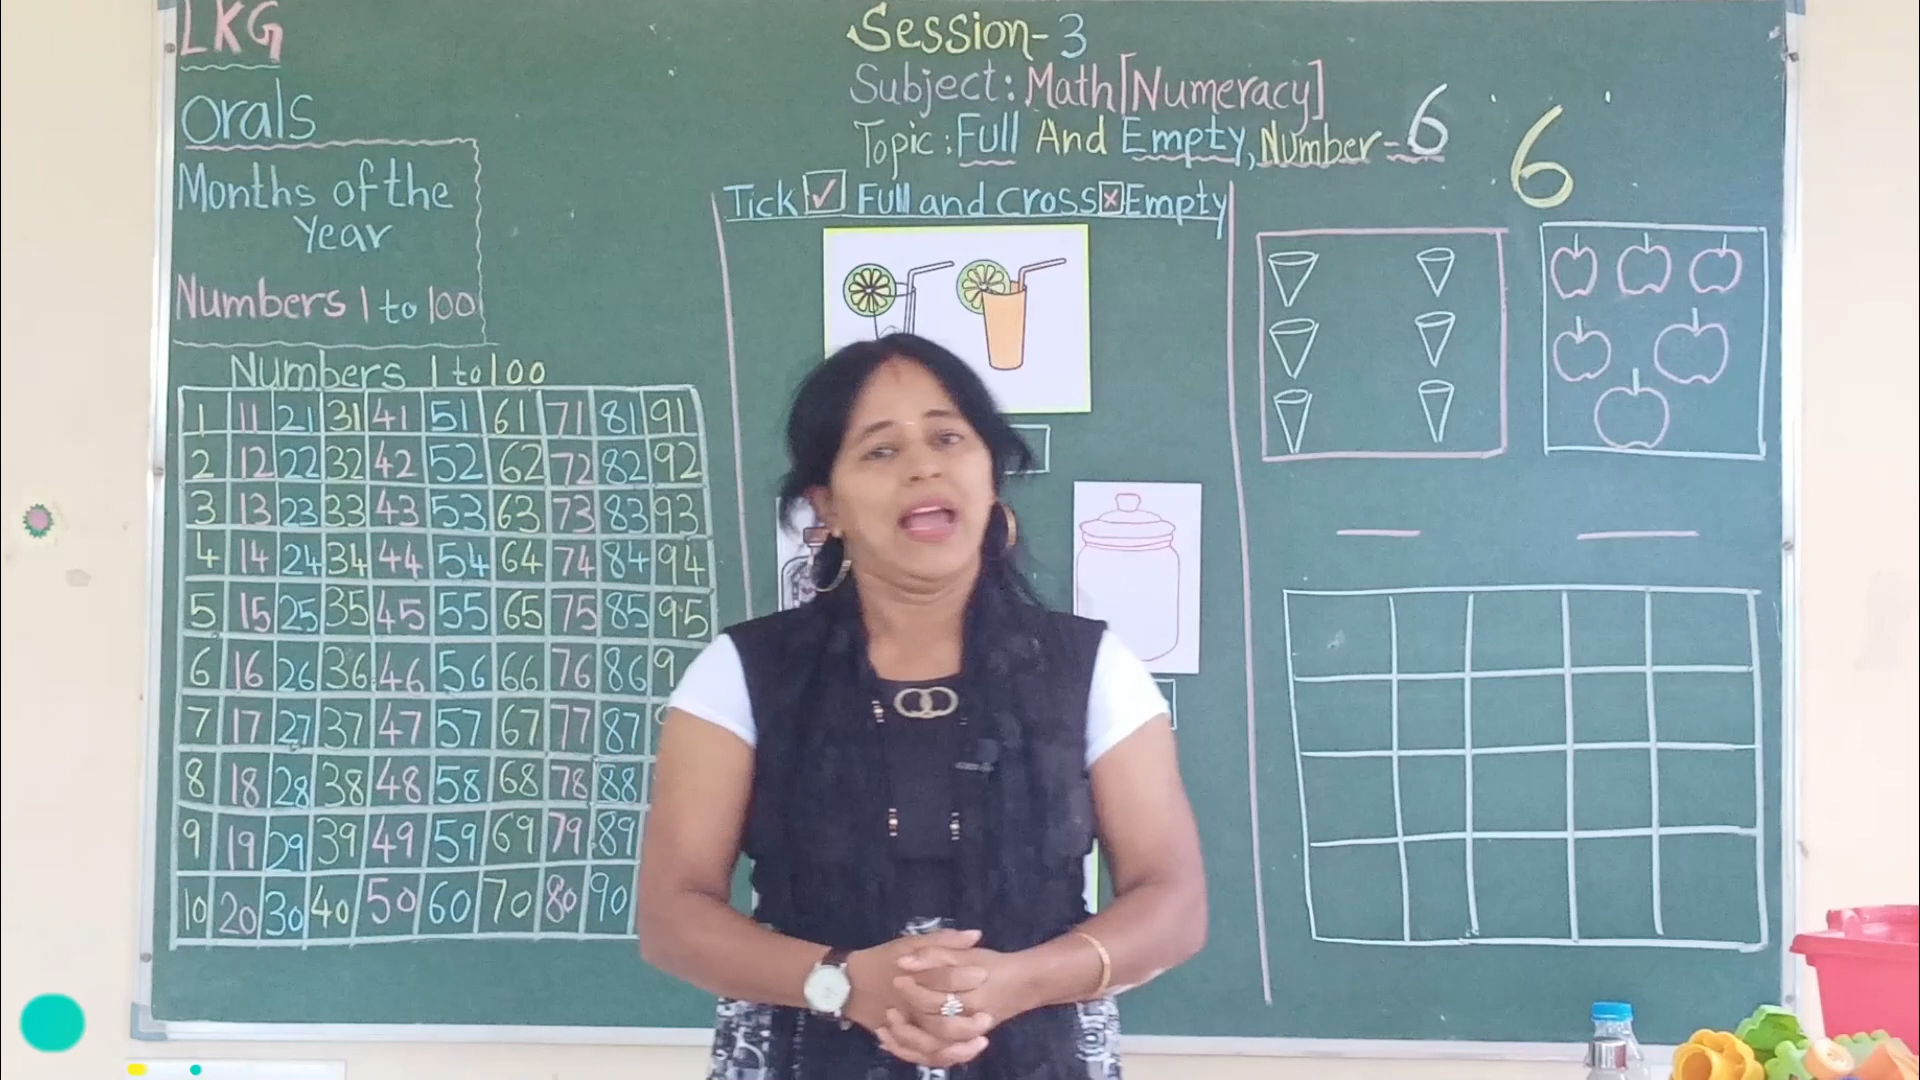 LKG
Orals
Months of the
Year
Numbers 1 to 100
Session-3
Subject: Math[Numeracy]
Topic: Full And Empty, Number-6
6
Tick ✓ Full and Cross × Empty
Numbers 1 to 100
1 11 21 31 41 51 61 71 81 91
2 12 22 32 42 52 62 72 82 92
3 13 23 33 43 53 63 73 83 93
4 14 24 34 44 54 64 74 84 94
5 15 25 35 45 55 65 75 85 95
6 16 26 36 46 56 66 76 86
7 17 27 37 47 57 67 77 87
8 18 28 38 48 58 68 78 88
9 19 29 39 49 59 69 79 89
10 20 30 40 50 60 70 80 90